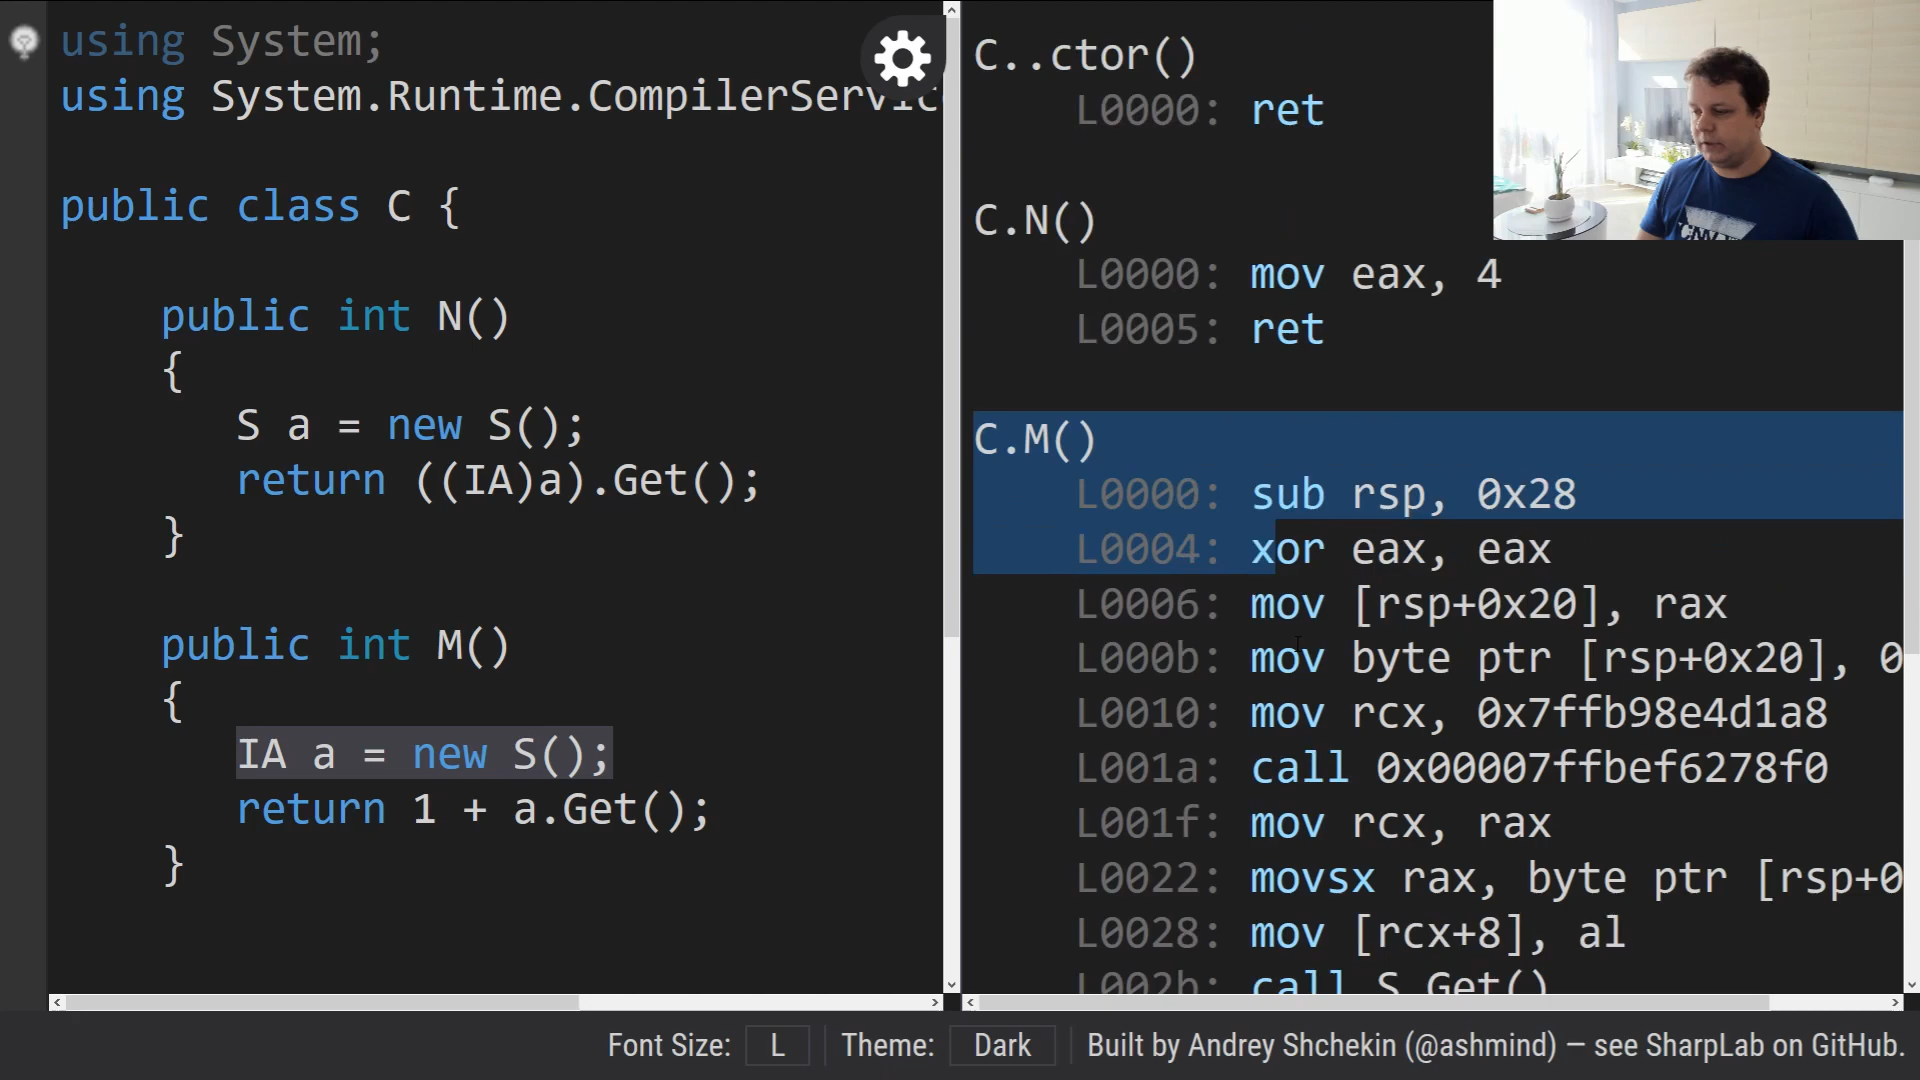 using System;
using System.Runtime.CompilerServic
public class C {
public int N()
{
S a = new S();
return ((IA)a).Get();
}
public int M()
{
IA a = new S();
return 1 + a.Get();
}
C..ctor()
L0000: ret
C.N()
L0000: mov eax, 4
L0005: ret
C.M()
L0000: sub rsp, 0x28
L0004: xor eax, eax
L0006: mov [rsp+0x20], rax
L000b: mov byte ptr [rsp+0x20], 0
L0010: mov rcx, 0x7ffb98e4d1a8
L001a: call 0x00007ffbef6278f0
L001f: mov rcx, rax
L0022: movsx rax, byte ptr [rsp+0
L0028: mov [rcx+8], al
L002b: call S.Get()
Font Size: L Theme: Dark Built by Andrey Shchekin (@ashmind) — see SharpLab on GitHub.